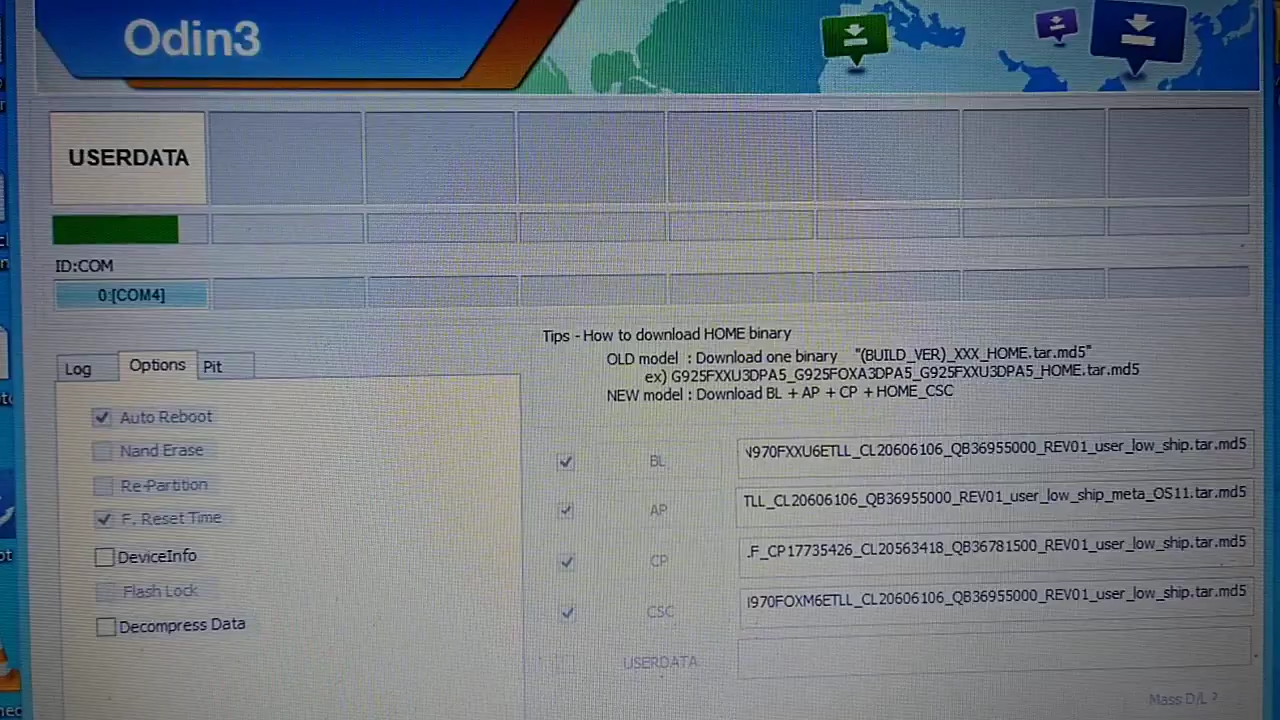 Odin3
USERDATA
ID:COM
0:[COM4]
Tips - How to download HOME binary
OLD model : Download one binary "(BUILD_VER)_XXX_HOME.tar.md5"
ex) G925FXXU3DPA5_G925FOXA3DPA5_G925FXXU3DPA5_HOME.tar.md5
NEW model : Download BL + AP + CP + HOME_CSC
Log Options Pit
Auto Reboot
Nand Erase
Re-Partition
F. Reset Time
DeviceInfo
Flash Lock
Decompress Data
BL 970FXXU6ETLL_CL20606106_QB36955000_REV01_user_low_ship.tar.md5
AP TLL_CL20606106_QB36955000_REV01_user_low_ship_meta_OS11.tar.md5
CP F_CP17735426_CL20563418_QB36781500_REV01_user_low_ship.tar.md5
CSC 970FOXM6ETLL_CL20606106_QB36955000_REV01_user_low_ship.tar.md5
USERDATA
Mass D/L ?